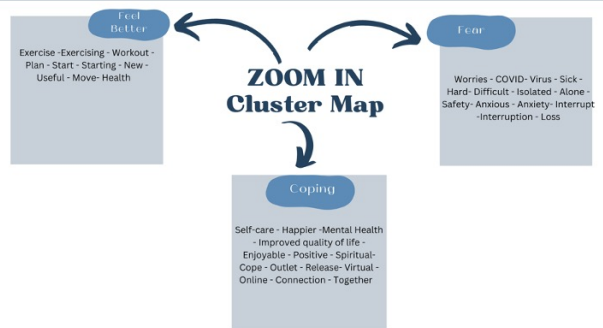 Feel
Better
Exercise -Exercising - Workout -
Plan - Start - Starting - New -
Useful - Move- Health
ZOOM IN
Cluster Map
Fear
Worries - COVID- Virus - Sick -
Hard- Difficult - Isolated - Alone -
Safety- Anxious - Anxiety- Interrupt
-Interruption - Loss
Coping
Self-care - Happier -Mental Health
- Improved quality of life -
Enjoyable - Positive - Spiritual-
Cope - Outlet - Release- Virtual -
Online - Connection - Together